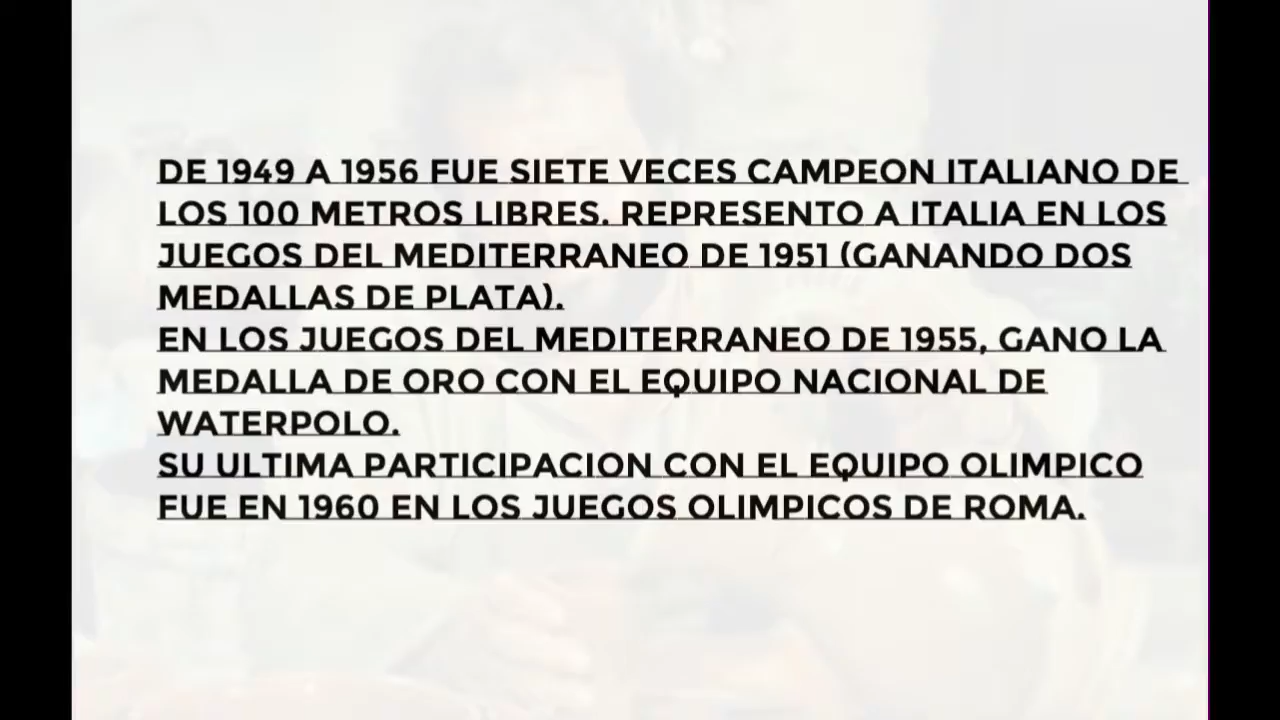 DE 1949 A 1956 FUE SIETE VECES CAMPEON ITALIANO DE
LOS 100 METROS LIBRES. REPRESENTO A ITALIA EN LOS
JUEGOS DEL MEDITERRANEO DE 1951 (GANANDO DOS
MEDALLAS DE PLATA).
EN LOS JUEGOS DEL MEDITERRANEO DE 1955, GANO LA
MEDALLA DE ORO CON EL EQUIPO NACIONAL DE
WATERPOLO.
SU ULTIMA PARTICIPACION CON EL EQUIPO OLIMPICO
FUE EN 1960 EN LOS JUEGOS OLIMPICOS DE ROMA.